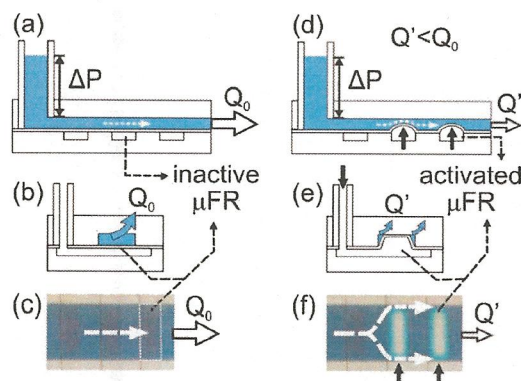 (a)
ΔP
Q₀
inactive
μFR
(b)
Q₀
(c)
Q₀
(d)
Q'<Q₀
ΔP
Q'
activated
μFR
(e)
Q'
(f)
Q'